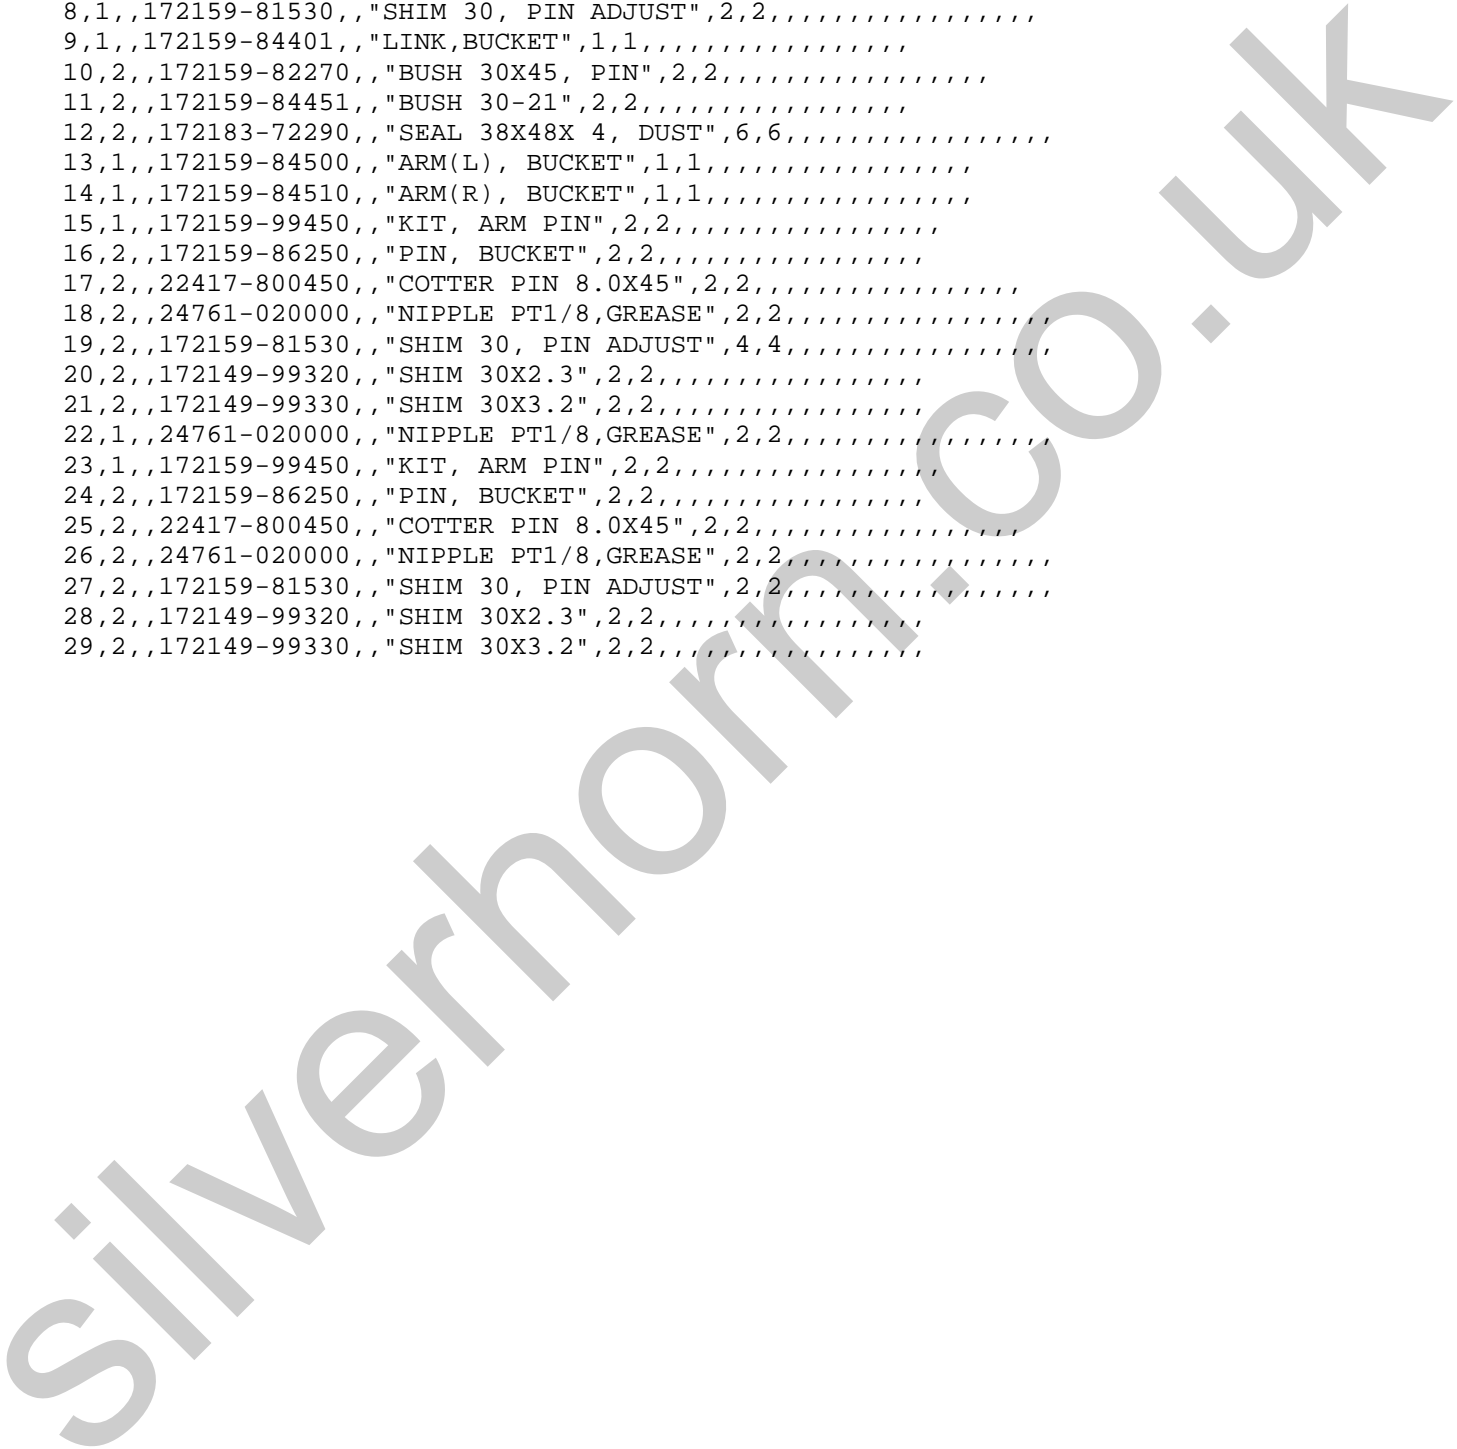 8,1,,172159-81530,,"SHIM 30, PIN ADJUST",2,2,,,,,,,,,,,,,,,,,
9,1,,172159-84401,,"LINK,BUCKET",1,1,,,,,,,,,,,,,,,,,
10,2,,172159-82270,,"BUSH 30X45, PIN",2,2,,,,,,,,,,,,,,,,,
11,2,,172159-84451,,"BUSH 30-21",2,2,,,,,,,,,,,,,,,,,
12,2,,172183-72290,,"SEAL 38X48X 4, DUST",6,6,,,,,,,,,,,,,,,,,
13,1,,172159-84500,,"ARM(L), BUCKET",1,1,,,,,,,,,,,,,,,,,
14,1,,172159-84510,,"ARM(R), BUCKET",1,1,,,,,,,,,,,,,,,,,
15,1,,172159-99450,,"KIT, ARM PIN",2,2,,,,,,,,,,,,,,,,,
16,2,,172159-86250,,"PIN, BUCKET",2,2,,,,,,,,,,,,,,,,,
17,2,,22417-800450,,"COTTER PIN 8.0X45",2,2,,,,,,,,,,,,,,,,,
18,2,,24761-020000,,"NIPPLE PT1/8,GREASE",2,2,,,,,,,,,,,,,,,,,
19,2,,172159-81530,,"SHIM 30, PIN ADJUST",4,4,,,,,,,,,,,,,,,,,
20,2,,172149-99320,,"SHIM 30X2.3",2,2,,,,,,,,,,,,,,,,,
21,2,,172149-99330,,"SHIM 30X3.2",2,2,,,,,,,,,,,,,,,,,
22,1,,24761-020000,,"NIPPLE PT1/8,GREASE",2,2,,,,,,,,,,,,,,,,,
23,1,,172159-99450,,"KIT, ARM PIN",2,2,,,,,,,,,,,,,,,,,
24,2,,172159-86250,,"PIN, BUCKET",2,2,,,,,,,,,,,,,,,,,
25,2,,22417-800450,,"COTTER PIN 8.0X45",2,2,,,,,,,,,,,,,,,,,
26,2,,24761-020000,,"NIPPLE PT1/8,GREASE",2,2,,,,,,,,,,,,,,,,,
27,2,,172159-81530,,"SHIM 30, PIN ADJUST",2,2,,,,,,,,,,,,,,,,,
28,2,,172149-99320,,"SHIM 30X2.3",2,2,,,,,,,,,,,,,,,,,
29,2,,172149-99330,,"SHIM 30X3.2",2,2,,,,,,,,,,,,,,,,,
silverhorn.co.uk